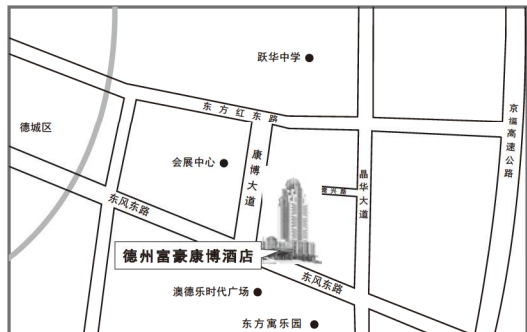 跃华中学
京福高速公路
东方红东路
德城区
会展中心
康博大道
晶华大道
东风东路
德州富豪康博酒店
东风东路
澳德乐时代广场
东方寓乐园